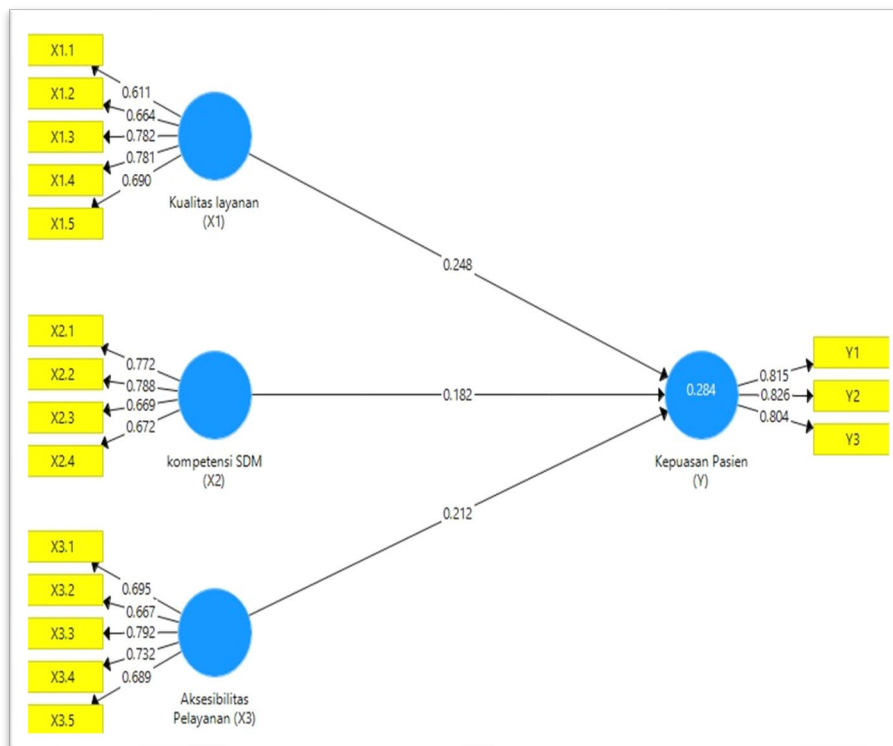 X1.1
X1.2
X1.3
X1.4
X1.5
0.611
0.664
0.782
0.781
0.690
Kualitas layanan
(X1)
0.248
X2.1
X2.2
X2.3
X2.4
0.772
0.788
0.669
0.672
kompetensi SDM
(X2)
0.182
0.284
Kepuasan Pasien
(Y)
0.815
0.826
0.804
Y1
Y2
Y3
0.212
X3.1
X3.2
X3.3
X3.4
X3.5
0.695
0.667
0.792
0.732
0.689
Aksesibilitas
Pelayanan (X3)